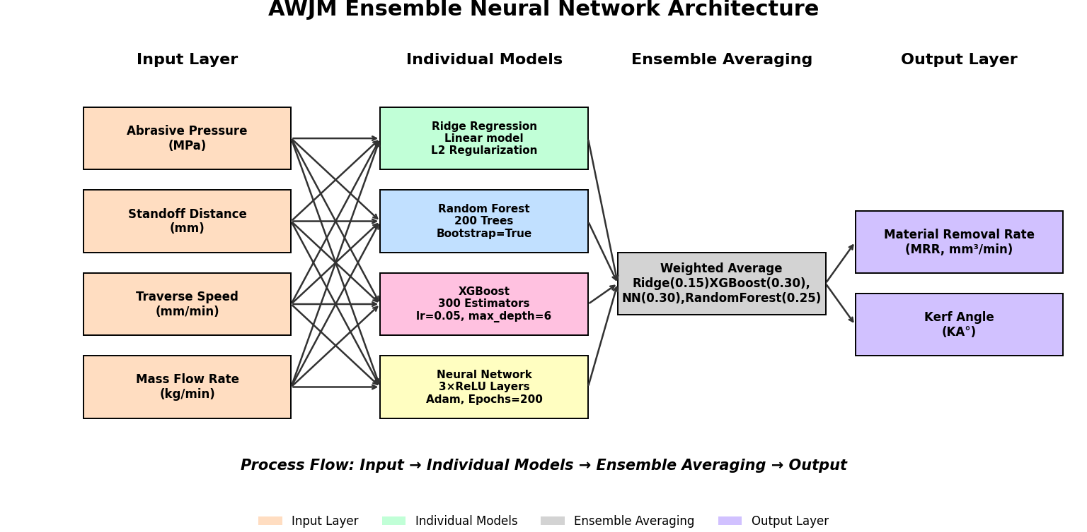 AWJM Ensemble Neural Network Architecture
Input Layer
Individual Models
Ensemble Averaging
Output Layer
Abrasive Pressure
(MPa)
Standoff Distance
(mm)
Traverse Speed
(mm/min)
Mass Flow Rate
(kg/min)
Ridge Regression
Linear model
L2 Regularization
Random Forest
200 Trees
Bootstrap=True
XGBoost
300 Estimators
lr=0.05, max_depth=6
Neural Network
3×ReLU Layers
Adam, Epochs=200
Weighted Average
Ridge(0.15)XGBoost(0.30),
NN(0.30),RandomForest(0.25)
Material Removal Rate
(MRR, mm³/min)
Kerf Angle
(KA°)
Process Flow: Input → Individual Models → Ensemble Averaging → Output
Input Layer
Individual Models
Ensemble Averaging
Output Layer